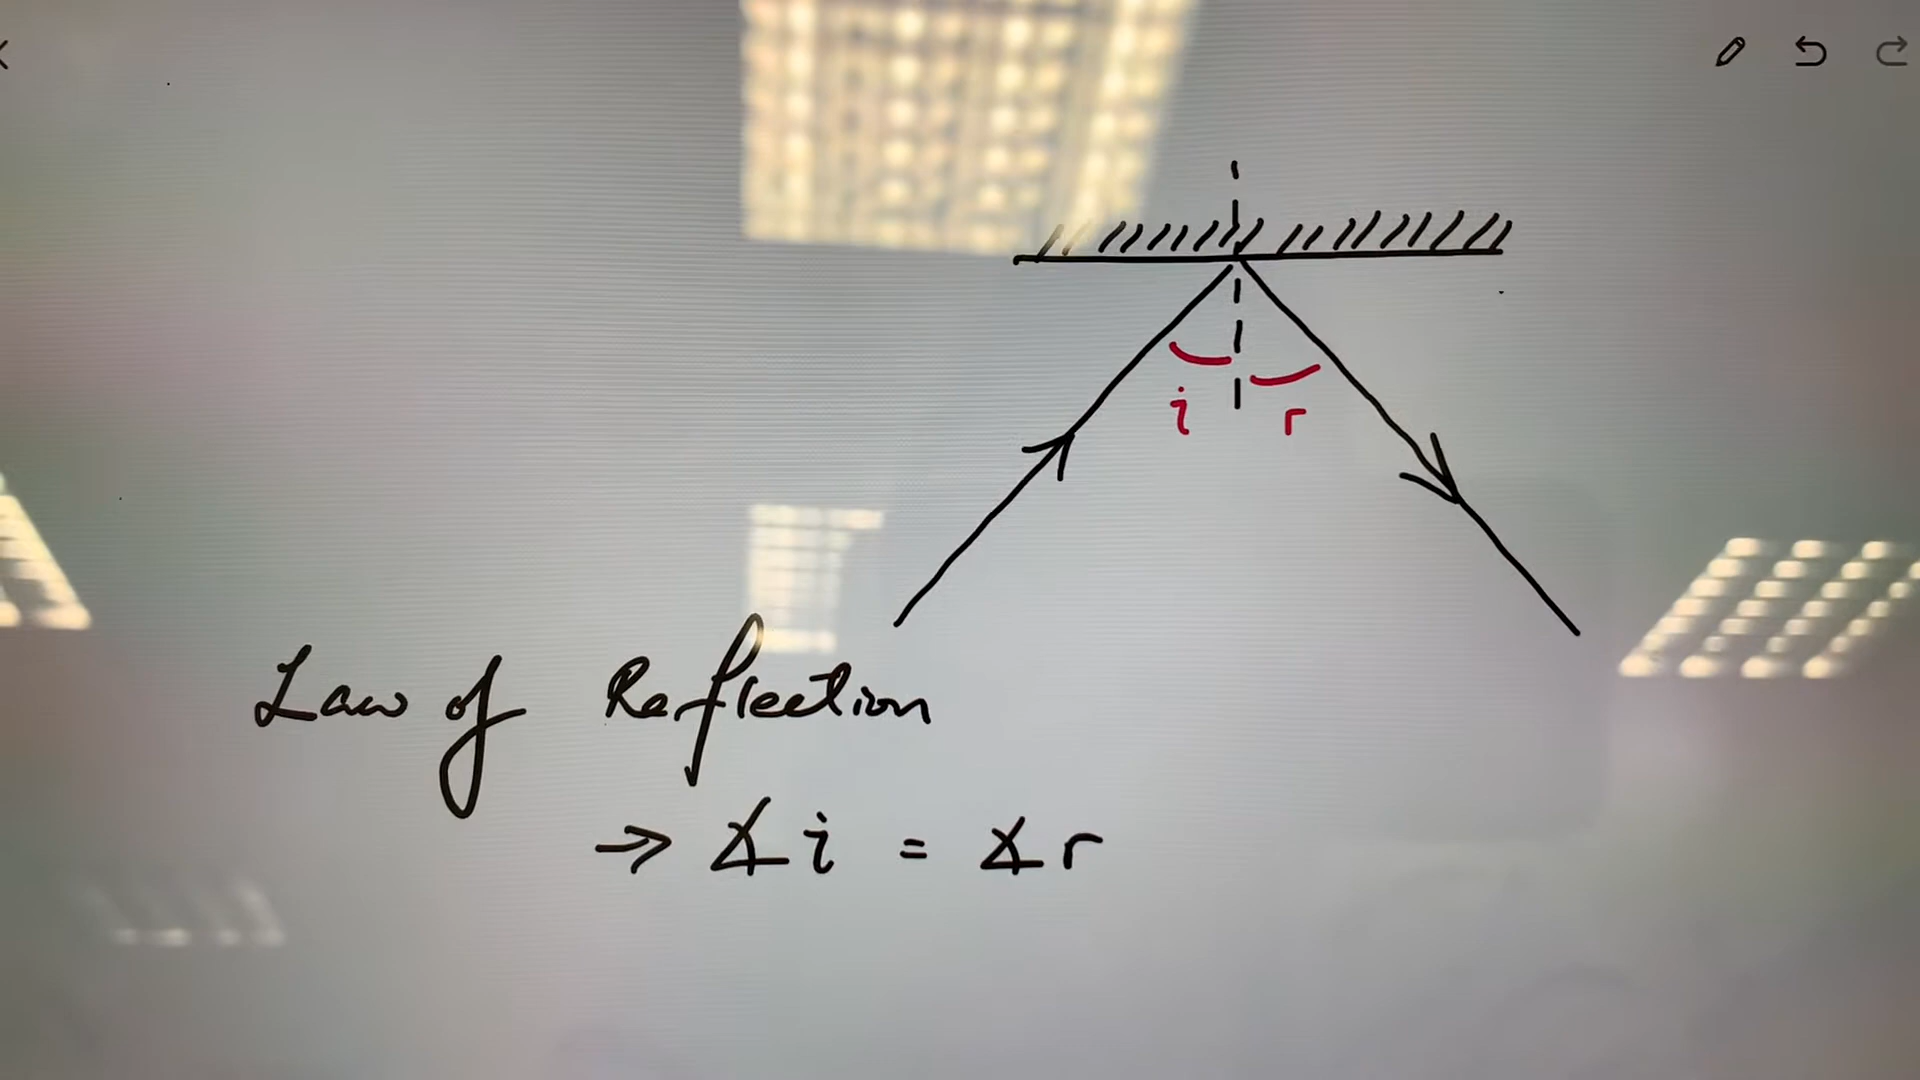 i r
Law of Reflection
→ ∡ i = ∡ r